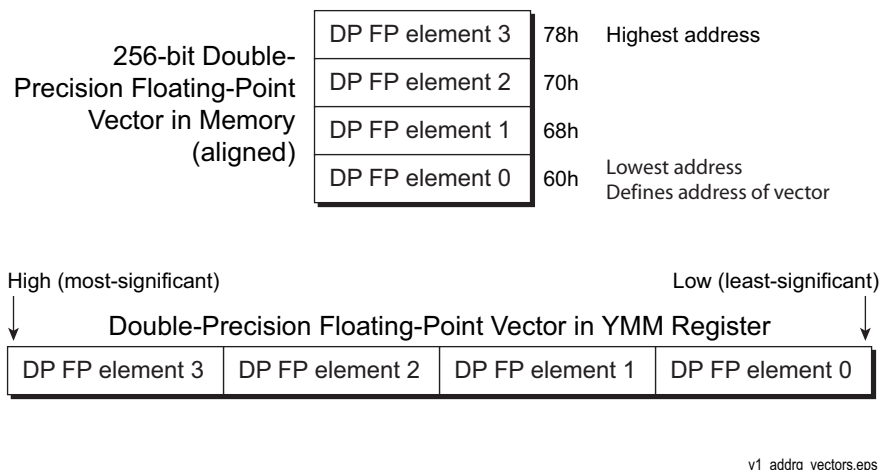 256-bit Double-
Precision Floating-Point
Vector in Memory
(aligned)
DP FP element 3 78h Highest address
DP FP element 2 70h
DP FP element 1 68h
DP FP element 0 60h Lowest address
Defines address of vector
High (most-significant) Low (least-significant)
Double-Precision Floating-Point Vector in YMM Register
DP FP element 3 DP FP element 2 DP FP element 1 DP FP element 0
v1_addrg_vectors.eps